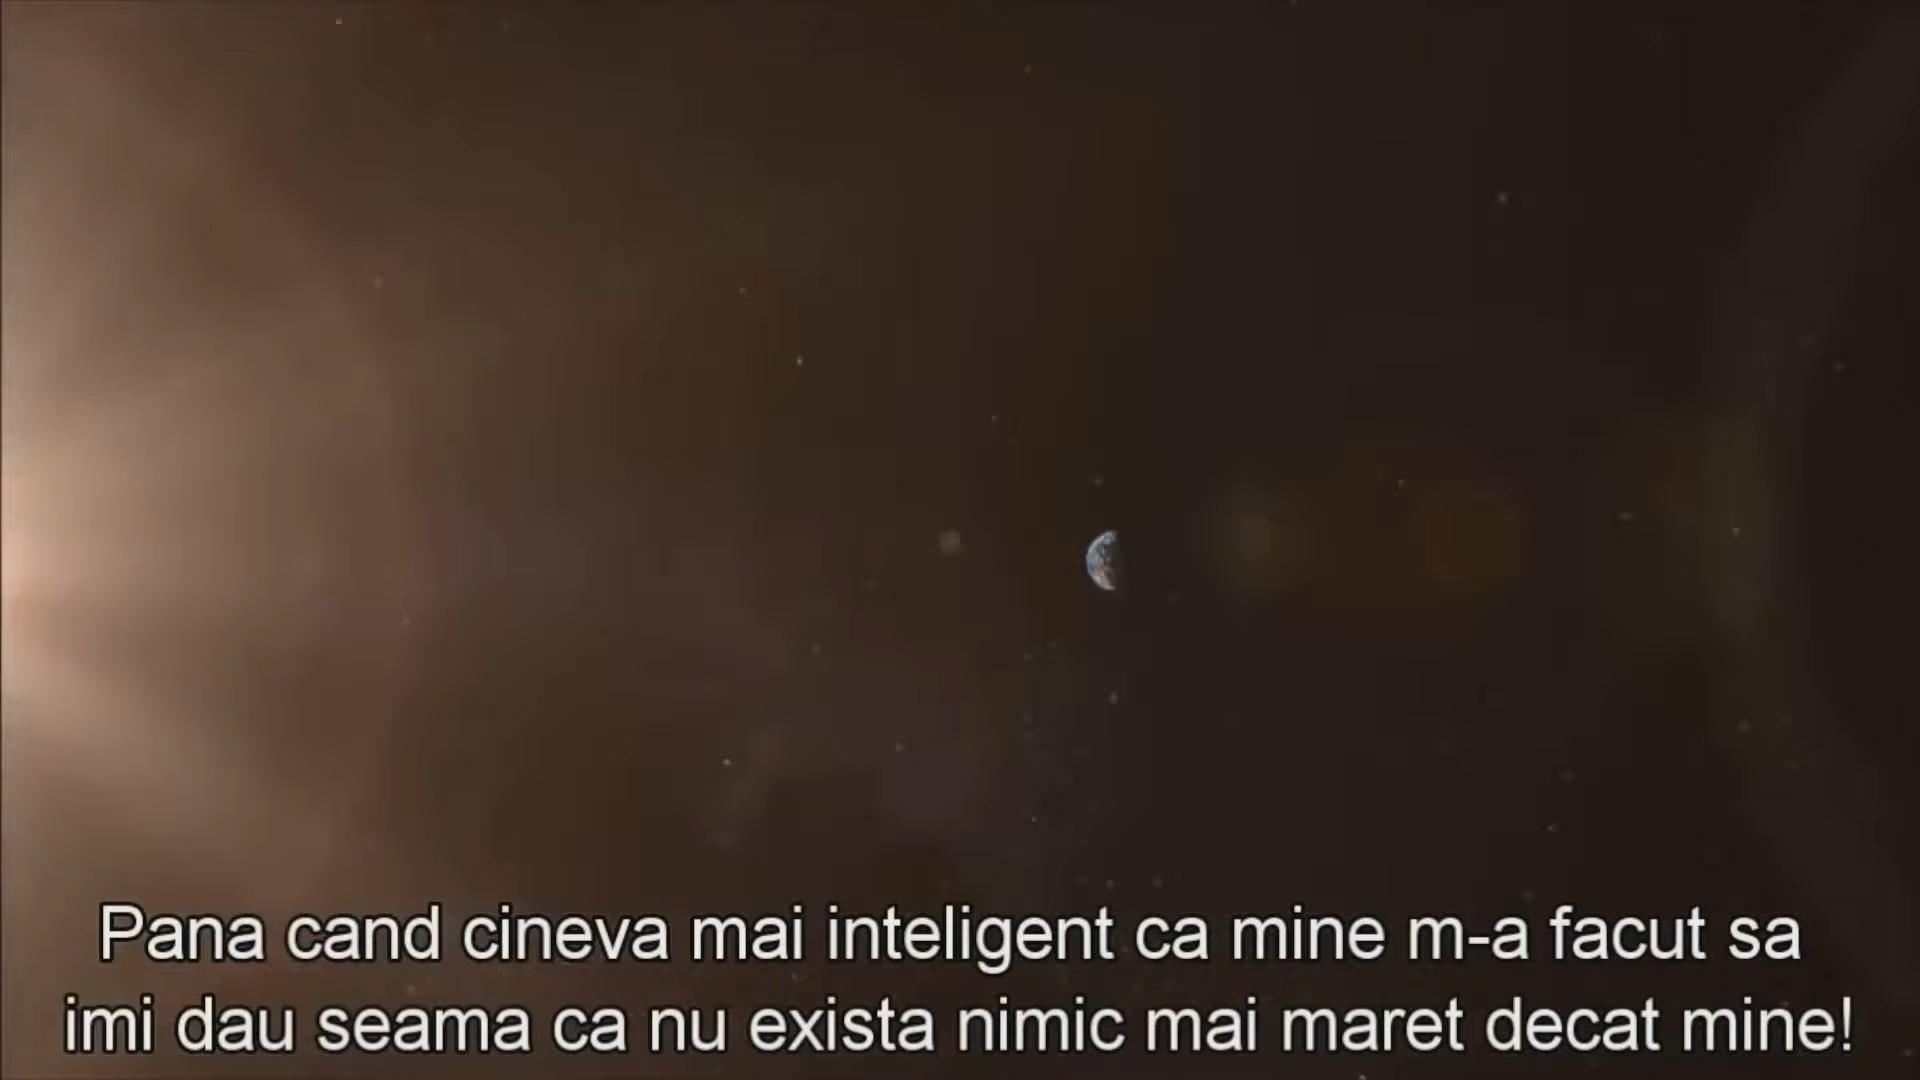 Pana cand cineva mai inteligent ca mine m-a facut sa
imi dau seama ca nu exista nimic mai maret decat mine!